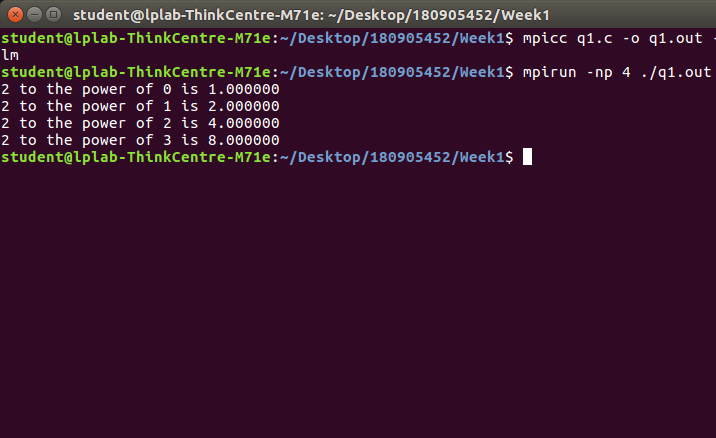 student@lplab-ThinkCentre-M71e: ~/Desktop/180905452/Week1
student@lplab-ThinkCentre-M71e:~/Desktop/180905452/Week1$ mpicc q1.c -o q1.out -
lm
student@lplab-ThinkCentre-M71e:~/Desktop/180905452/Week1$ mpirun -np 4 ./q1.out
2 to the power of 0 is 1.000000
2 to the power of 1 is 2.000000
2 to the power of 2 is 4.000000
2 to the power of 3 is 8.000000
student@lplab-ThinkCentre-M71e:~/Desktop/180905452/Week1$